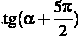 .tg(α + 5π/2)